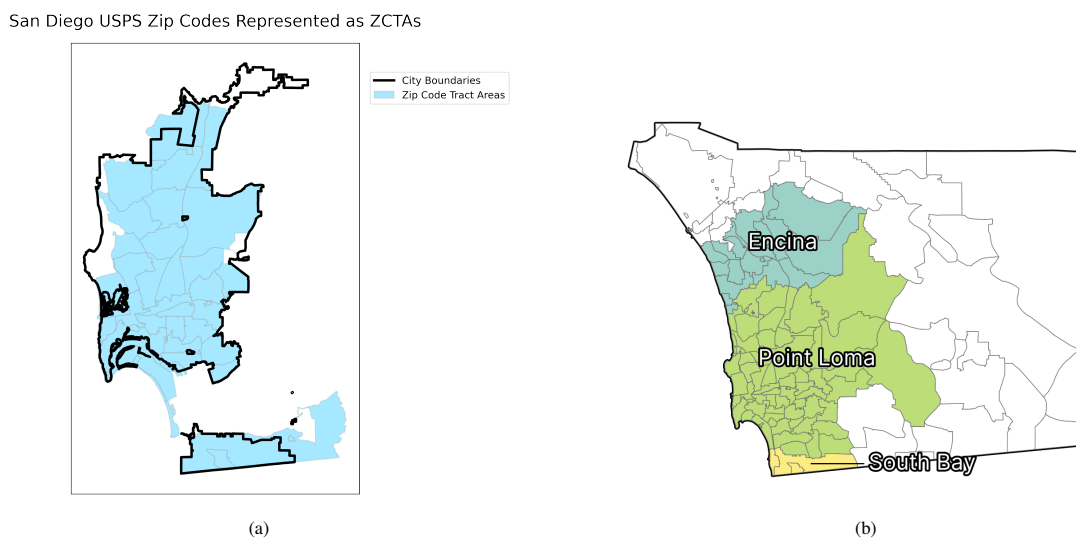 San Diego USPS Zip Codes Represented as ZCTAs
City Boundaries
Zip Code Tract Areas
Encina
Point Loma
South Bay
(a)
(b)